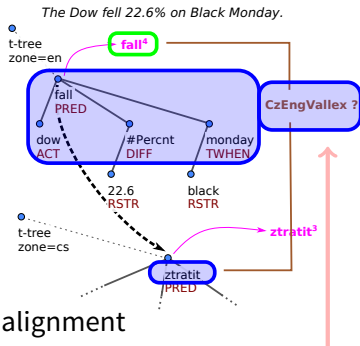 The Dow fell 22.6% on Black Monday.
t-tree
zone=en
fall⁴
CzEngVallex ?
fall
PRED
dow #Percnt monday
ACT DIFF TWHEN
22.6 black
RSTR RSTR
t-tree
zone=cs
ztratit³
ztratit
PRED
alignment